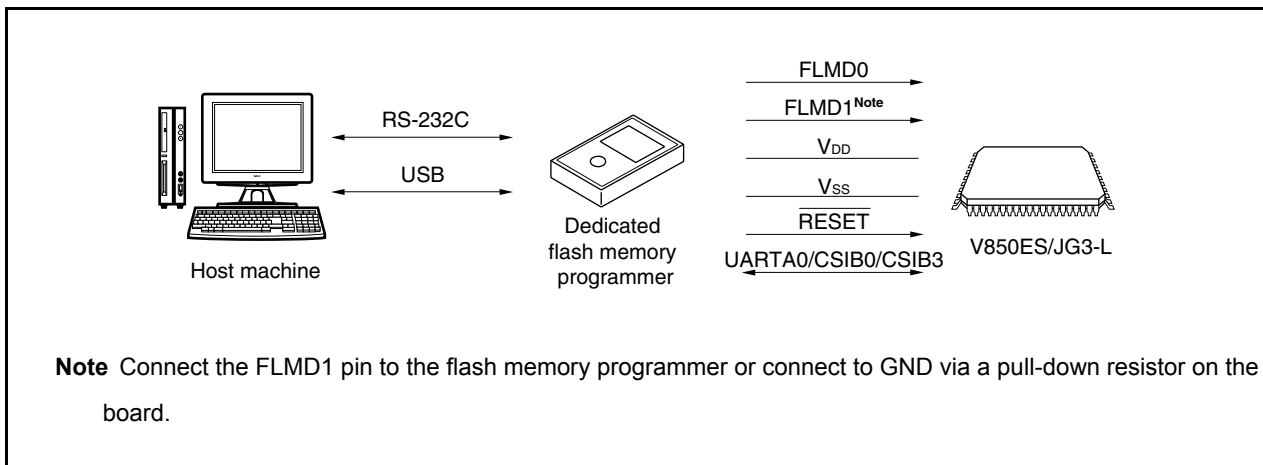 RS-232C
USB
Host machine
Dedicated
flash memory
programmer
FLMD0
FLMD1Note
VDD
VSS
RESET
UARTA0/CSIB0/CSIB3
V850ES/JG3-L
Note Connect the FLMD1 pin to the flash memory programmer or connect to GND via a pull-down resistor on the
board.